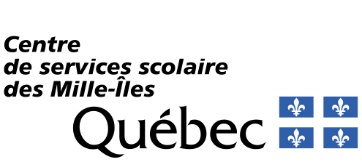 Centre
de services scolaire
des Mille-Îles
Québec